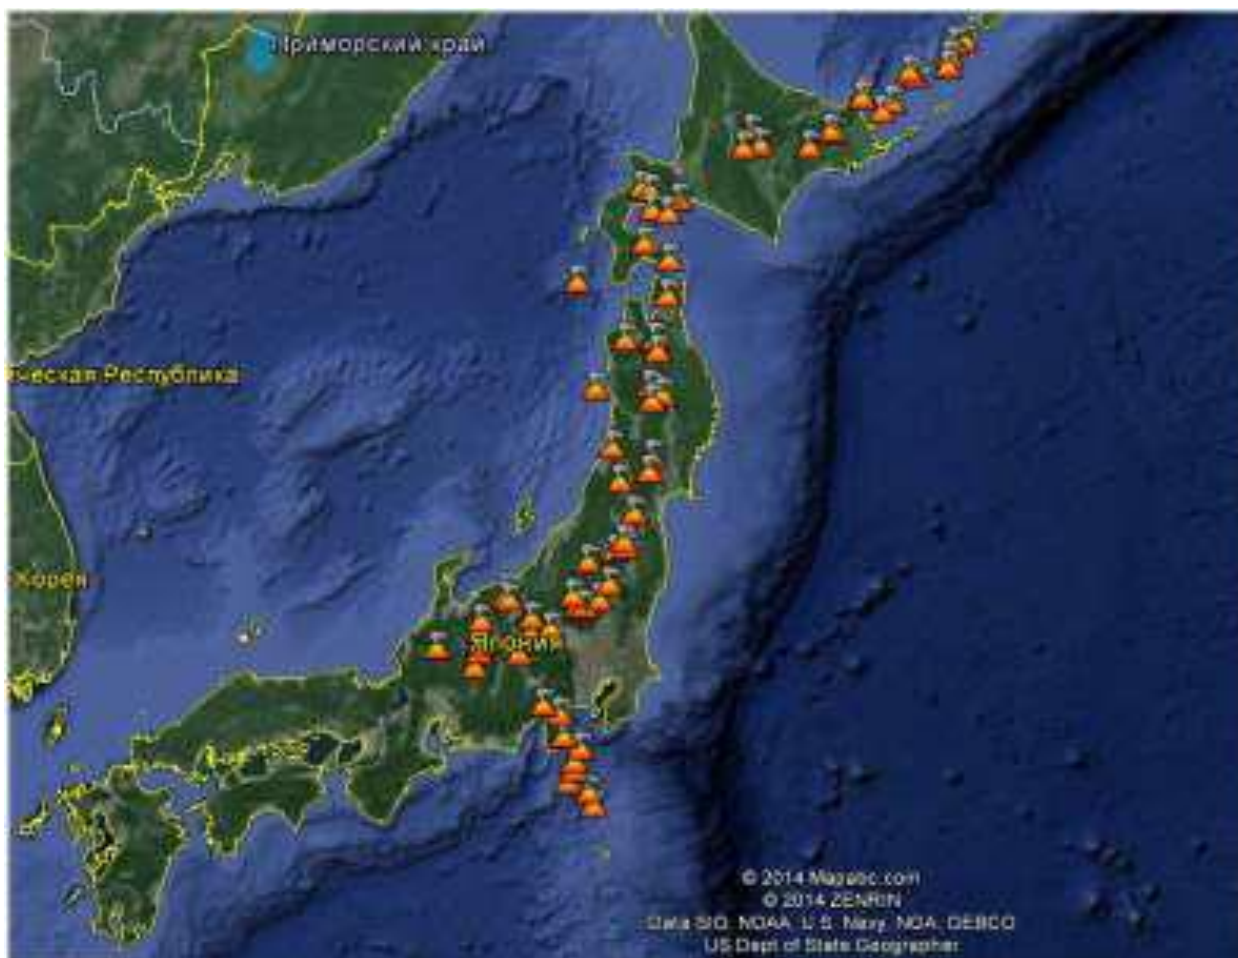 Приморский край
ческая Республика
Корея
Япония
© 2014 Mapabc.com
© 2014 ZENRIN
Data SIO, NOAA, U.S. Navy, NGA, GEBCO
US Dept of State Geographer